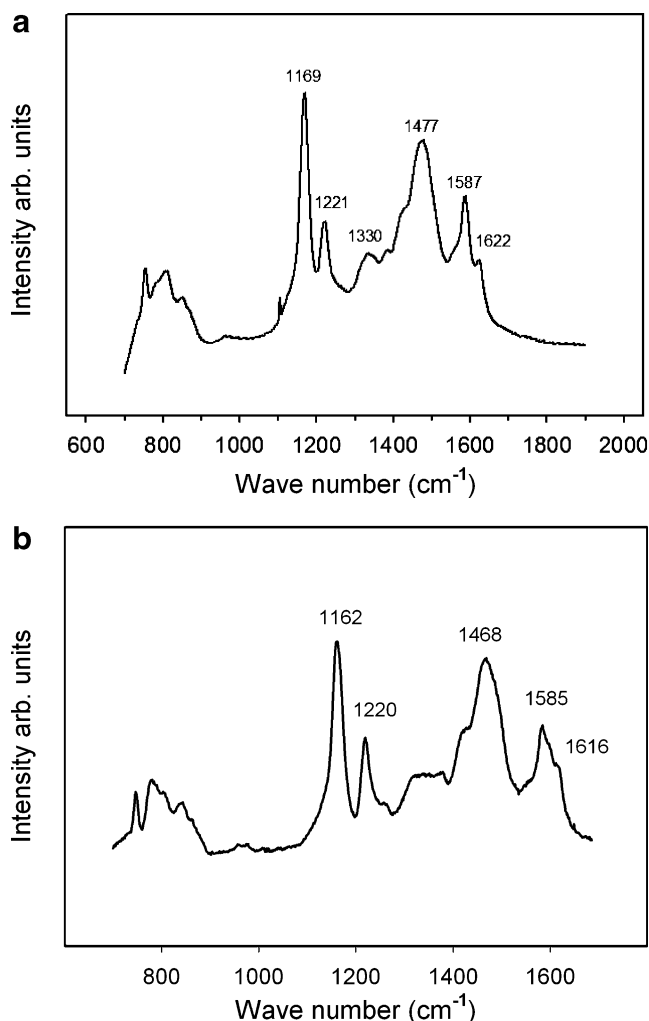 a
1169
1477
1587
1221
1330
1622
Intensity arb. units
600 800 1000 1200 1400 1600 1800 2000
Wave number (cm-1)
b
1162
1468
1585
1220
1616
Intensity arb. units
800 1000 1200 1400 1600
Wave number (cm-1)